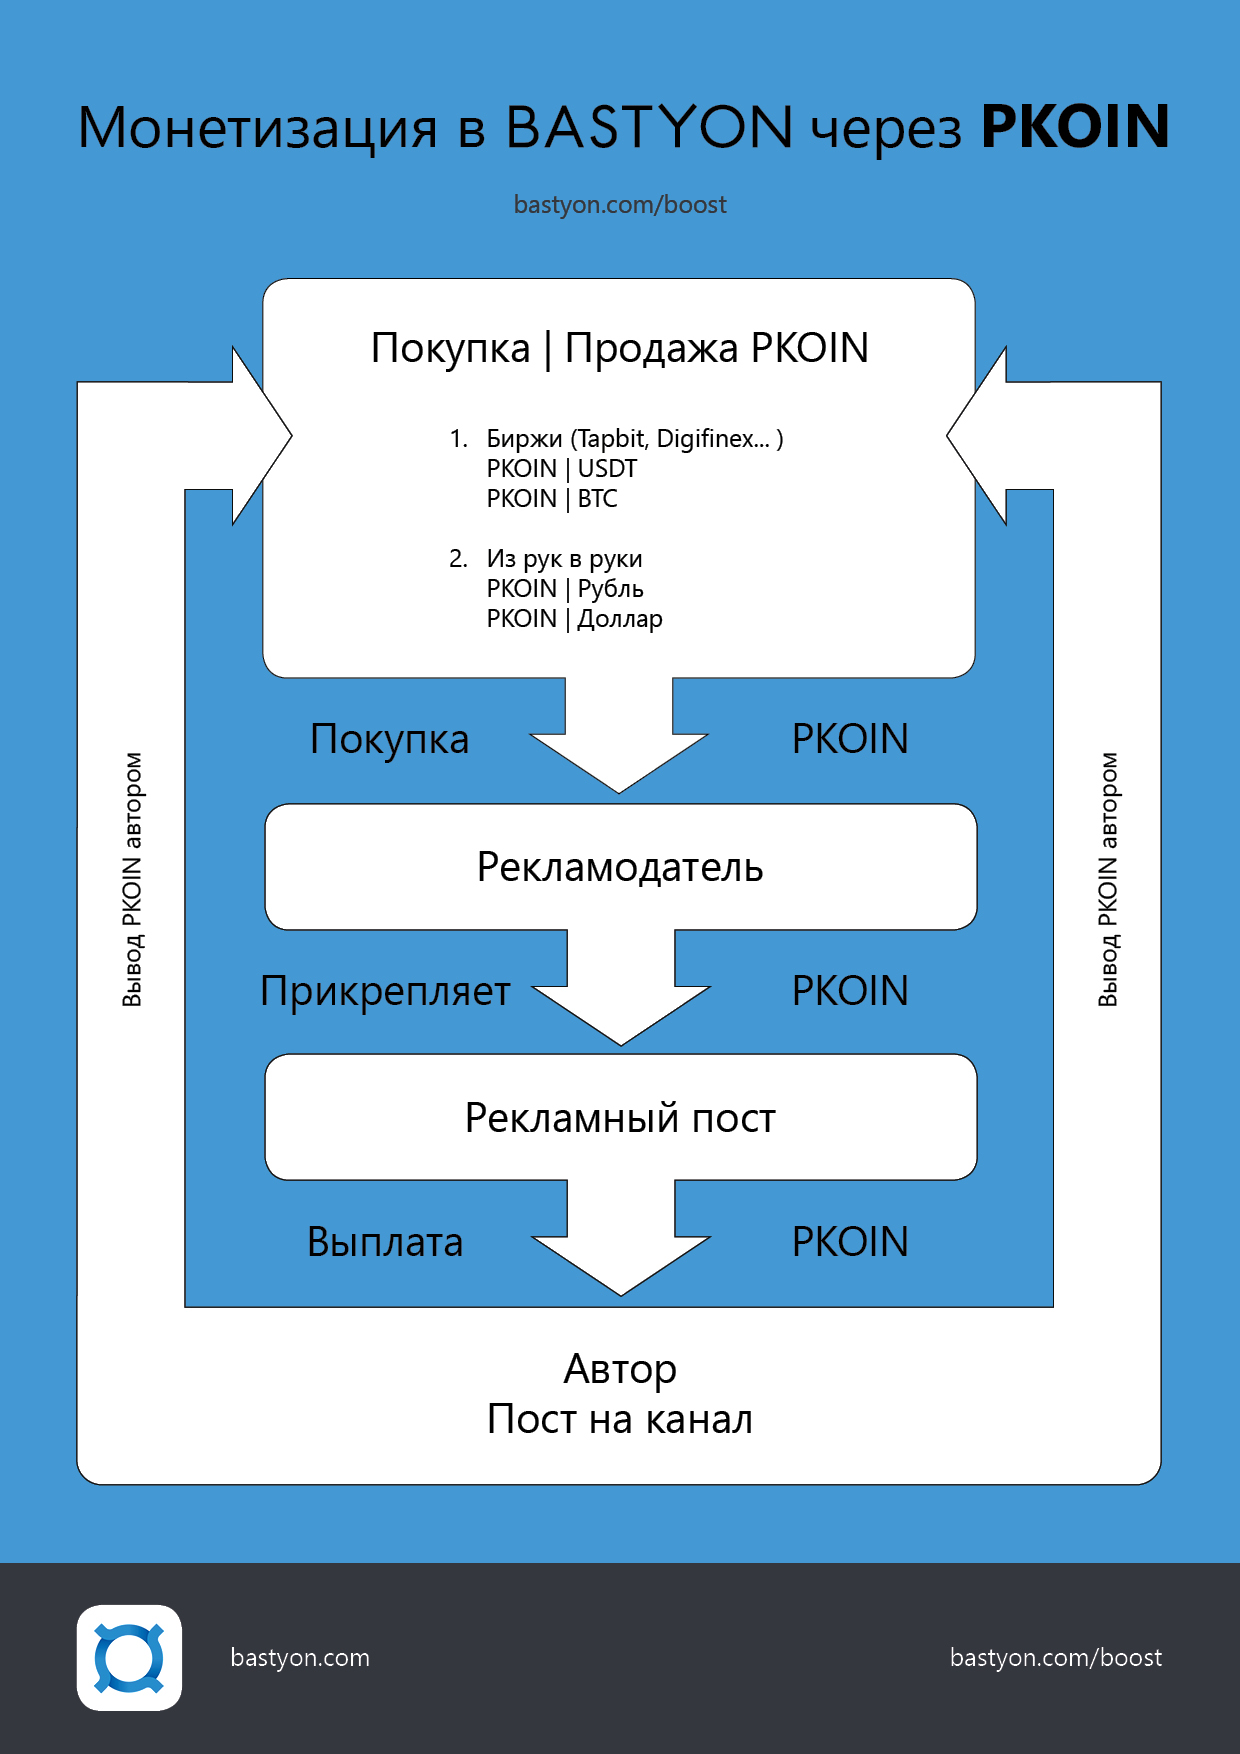 Монетизация в BASTYON через PKOIN
bastyon.com/boost
Покупка | Продажа PKOIN
1. Биржи (Tapbit, Digifinex... )
PKOIN | USDT
PKOIN | BTC
2. Из рук в руки
PKOIN | Рубль
PKOIN | Доллар
Покупка PKOIN
Рекламодатель
Вывод PKOIN автором
Вывод PKOIN автором
Прикрепляет PKOIN
Рекламный пост
Выплата PKOIN
Автор
Пост на канал
bastyon.com
bastyon.com/boost